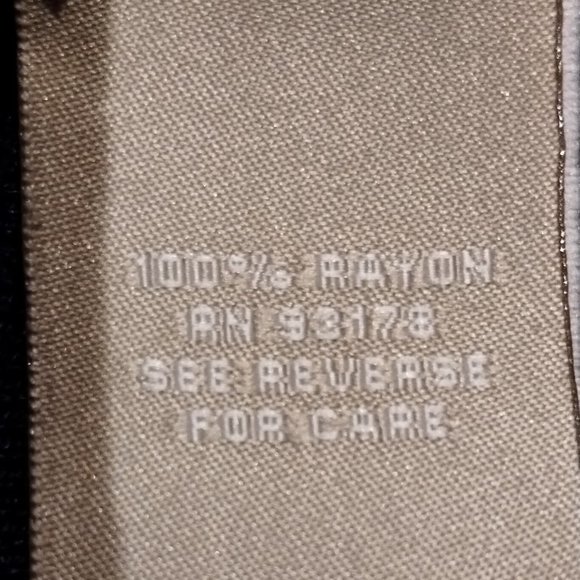 100% RAYON
RN 93178
SEE REVERSE
FOR CARE